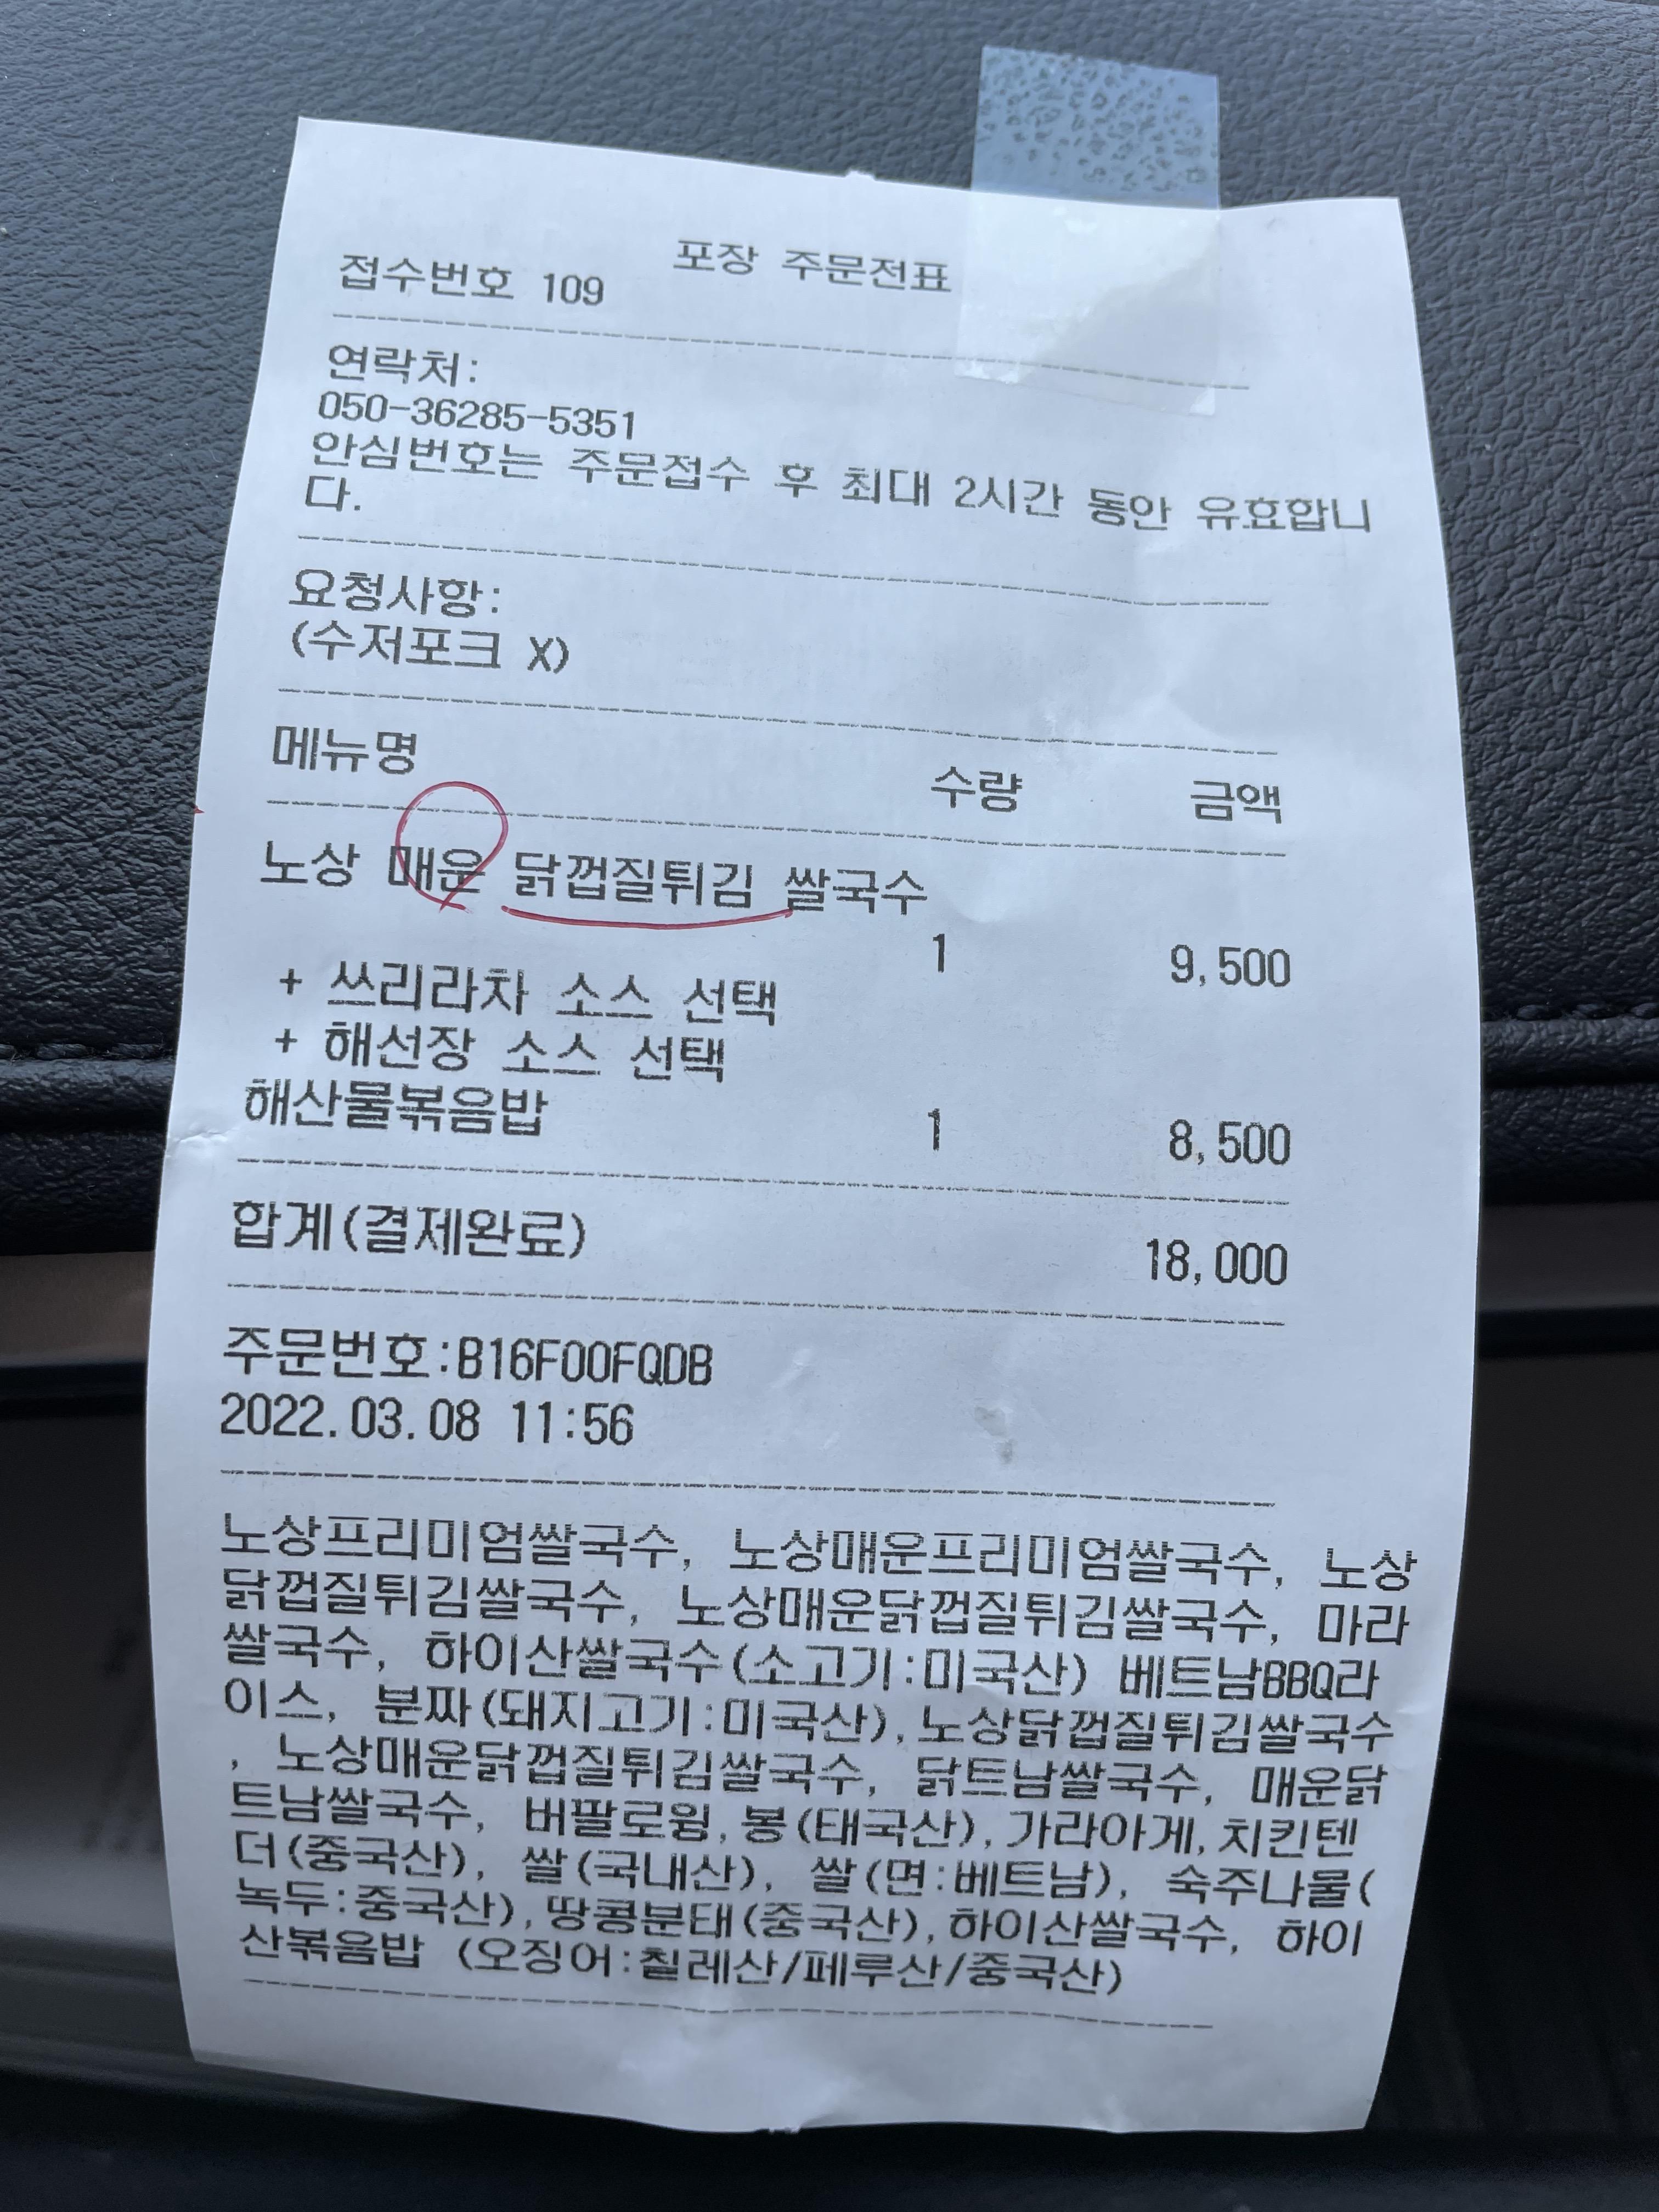 포장 주문전표
접수번호 109
연락처:
050-36285-5351
안심번호는 주문접수 후 최대 2시간 동안 유효합니
다.
요청사항:
(수저포크 X)
메뉴명 수량 금액
노상 매운 닭껍질튀김 쌀국수
1 9,500
+ 쓰리라차 소스 선택
+ 해선장 소스 선택
해산물볶음밥 1 8,500
합계(결제완료) 18,000
주문번호:B16F00FQDB
2022.03.08 11:56
노상프리미엄쌀국수, 노상매운프리미엄쌀국수, 노상
닭껍질튀김쌀국수, 노상매운닭껍질튀김쌀국수, 마라
쌀국수, 하이산쌀국수(소고기:미국산) 베트남BBQ라
이스, 분짜(돼지고기:미국산),노상닭껍질튀김쌀국수
, 노상매운닭껍질튀김쌀국수, 닭트남쌀국수, 매운닭
트남쌀국수, 버팔로윙,봉(태국산),가라아게,치킨텐
더(중국산), 쌀(국내산), 쌀(면:베트남), 숙주나물(
녹두:중국산),땅콩분태(중국산),하이산쌀국수, 하이
산볶음밥 (오징어:칠레산/페루산/중국산)